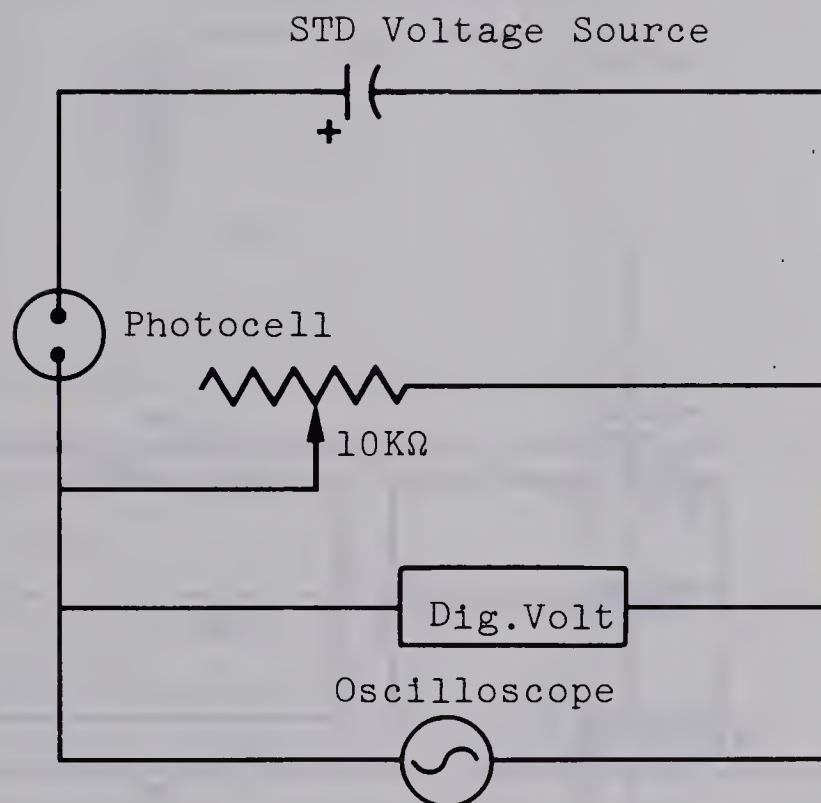 STD Voltage Source
+
Photocell
10KΩ
Dig.Volt
Oscilloscope